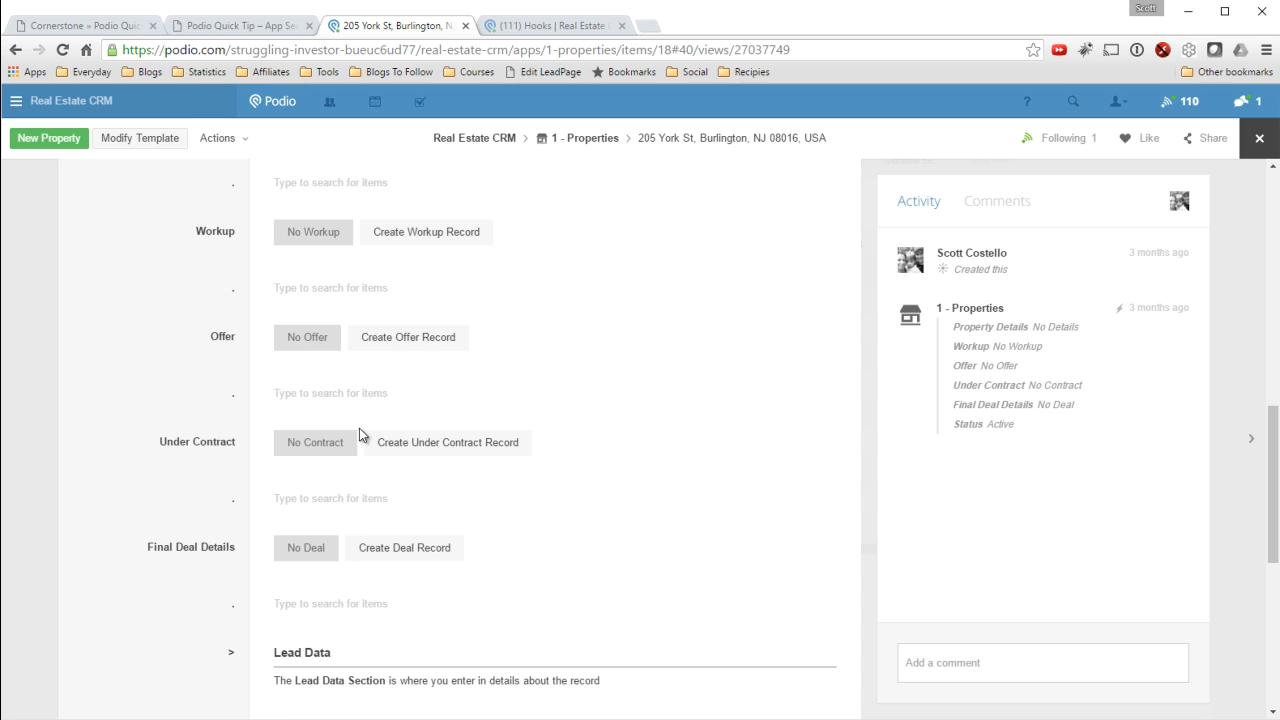 Scott
Cornerstone » Podio Quic
Podio Quick Tip – App Se
205 York St, Burlington, N
(111) Hooks | Real Estate
https://podio.com/struggling-investor-bueuc6ud77/real-estate-crm/apps/1-properties/items/18#40/views/27037749
Apps Everyday Blogs Statistics Affiliates Tools Blogs To Follow Courses Edit LeadPage Bookmarks Social Recipies Other bookmarks
Real Estate CRM Podio ? 110 1
New Property Modify Template Actions Real Estate CRM > 1 - Properties > 205 York St, Burlington, NJ 08016, USA Following 1 Like Share
. Type to search for items
Workup No Workup Create Workup Record
. Type to search for items
Offer No Offer Create Offer Record
. Type to search for items
Under Contract No Contract Create Under Contract Record
. Type to search for items
Final Deal Details No Deal Create Deal Record
. Type to search for items
> Lead Data
The Lead Data Section is where you enter in details about the record
Activity Comments
Scott Costello 3 months ago
Created this
1 - Properties 3 months ago
Property Details No Details
Workup No Workup
Offer No Offer
Under Contract No Contract
Final Deal Details No Deal
Status Active
Add a comment